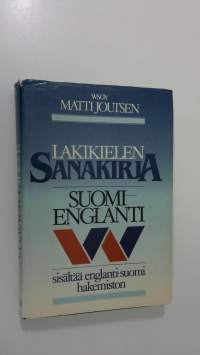 WSOY
MATTI JOUTSEN
LAKIKIELEN
SANAKIRJA
SUOMI–
ENGLANTI
sisältää englanti-suomi
hakemiston